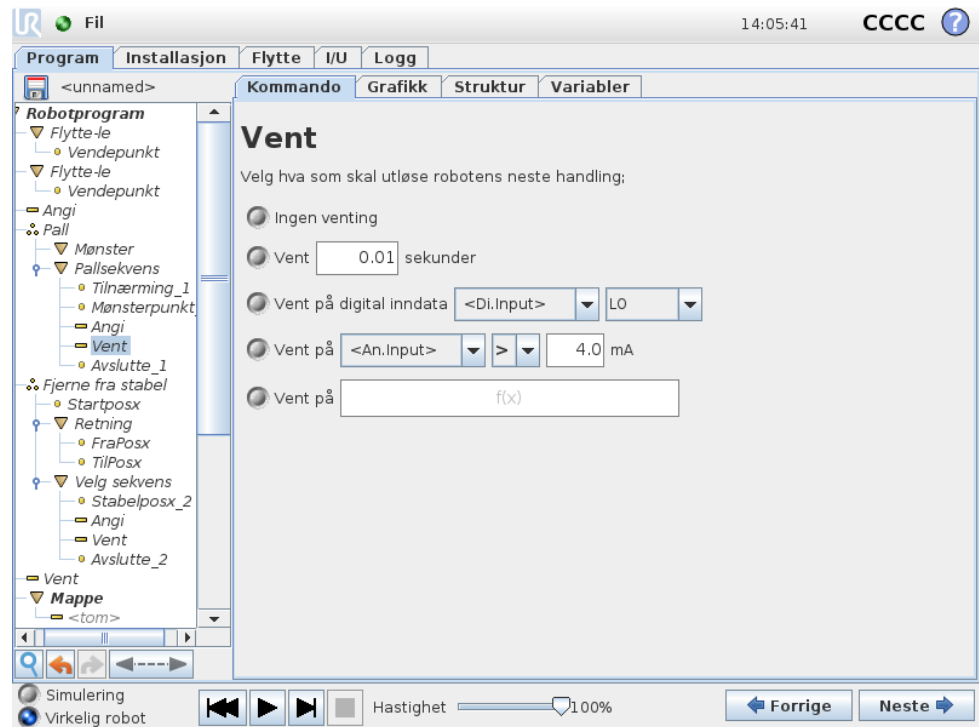 UR Fil 14:05:41 CCCC ?
Program Installasjon Flytte I/U Logg
<unnamed>
Kommando Grafikk Struktur Variabler
Robotprogram
Flytte-le
Vendepunkt
Flytte-le
Vendepunkt
Angi
Pall
Mønster
Pallsekvens
Tilnærming_1
Mønsterpunkt
Angi
Vent
Avslutte_1
Fjerne fra stabel
Startposx
Retning
FraPosx
TilPosx
Velg sekvens
Stabelposx_2
Angi
Vent
Avslutte_2
Vent
Mappe
<tom>
Vent
Velg hva som skal utløse robotens neste handling;
Ingen venting
Vent 0.01 sekunder
Vent på digital inndata <Di.Input> LO
Vent på <An.Input> > 4.0 mA
Vent på f(x)
Simulering
Virkelig robot
Hastighet 100%
Forrige Neste